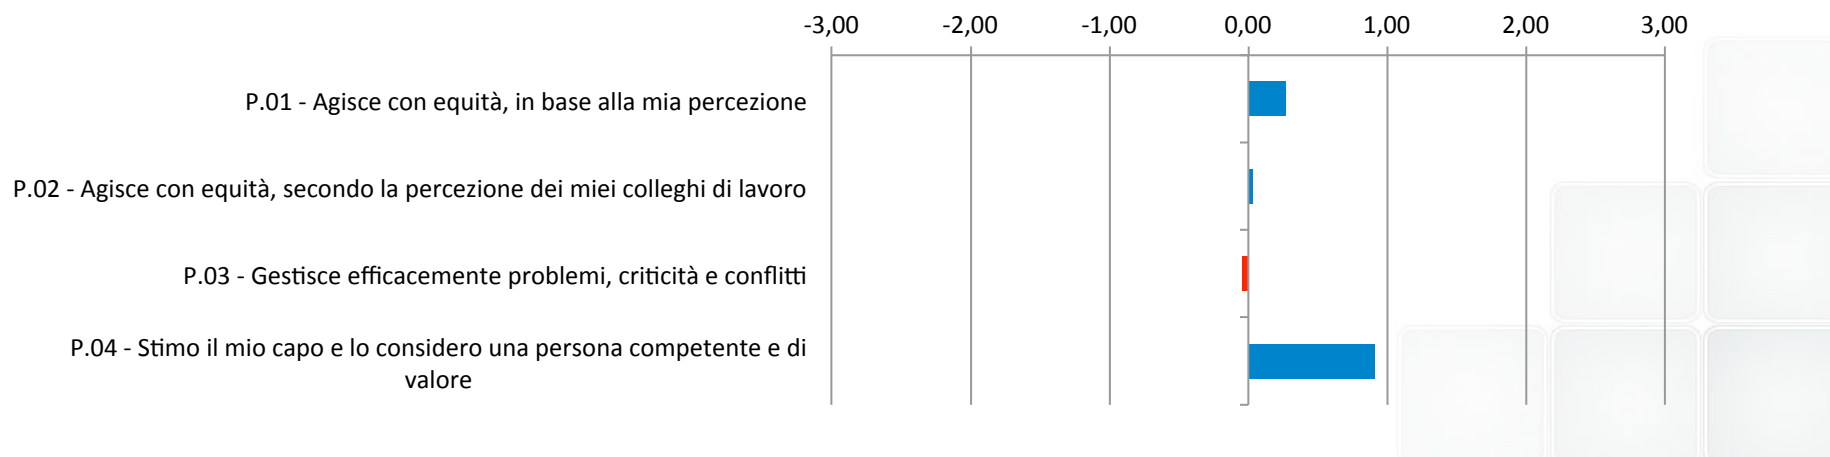 -3,00 -2,00 -1,00 0,00 1,00 2,00 3,00
P.01 - Agisce con equità, in base alla mia percezione
P.02 - Agisce con equità, secondo la percezione dei miei colleghi di lavoro
P.03 - Gestisce efficacemente problemi, criticità e conflitti
P.04 - Stimo il mio capo e lo considero una persona competente e di
valore